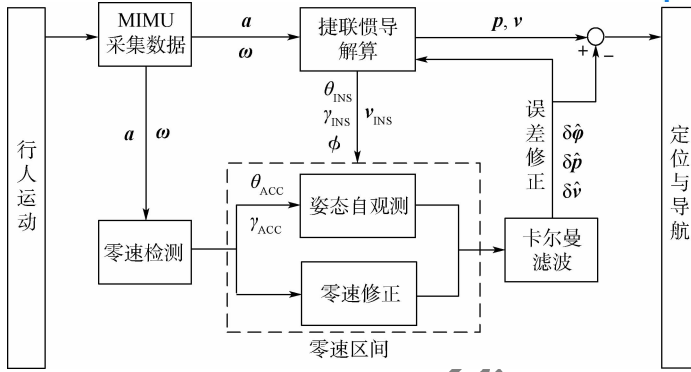 行人运动
MIMU
采集数据
a
ω
捷联惯导
解算
p, v
+
−
定位与导航
a ω
θINS
γINS
vINS
ϕ
误差修正
δφ̂
δp̂
δv̂
零速检测
θACC
γACC
姿态自观测
零速修正
卡尔曼
滤波
零速区间